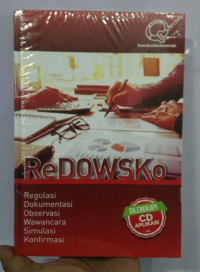 ReDOWSKo
Regulasi
Dokumentasi
Observasi
Wawancara
Simulasi
Konfirmasi
DILENGKAPI
CD
APLIKASI